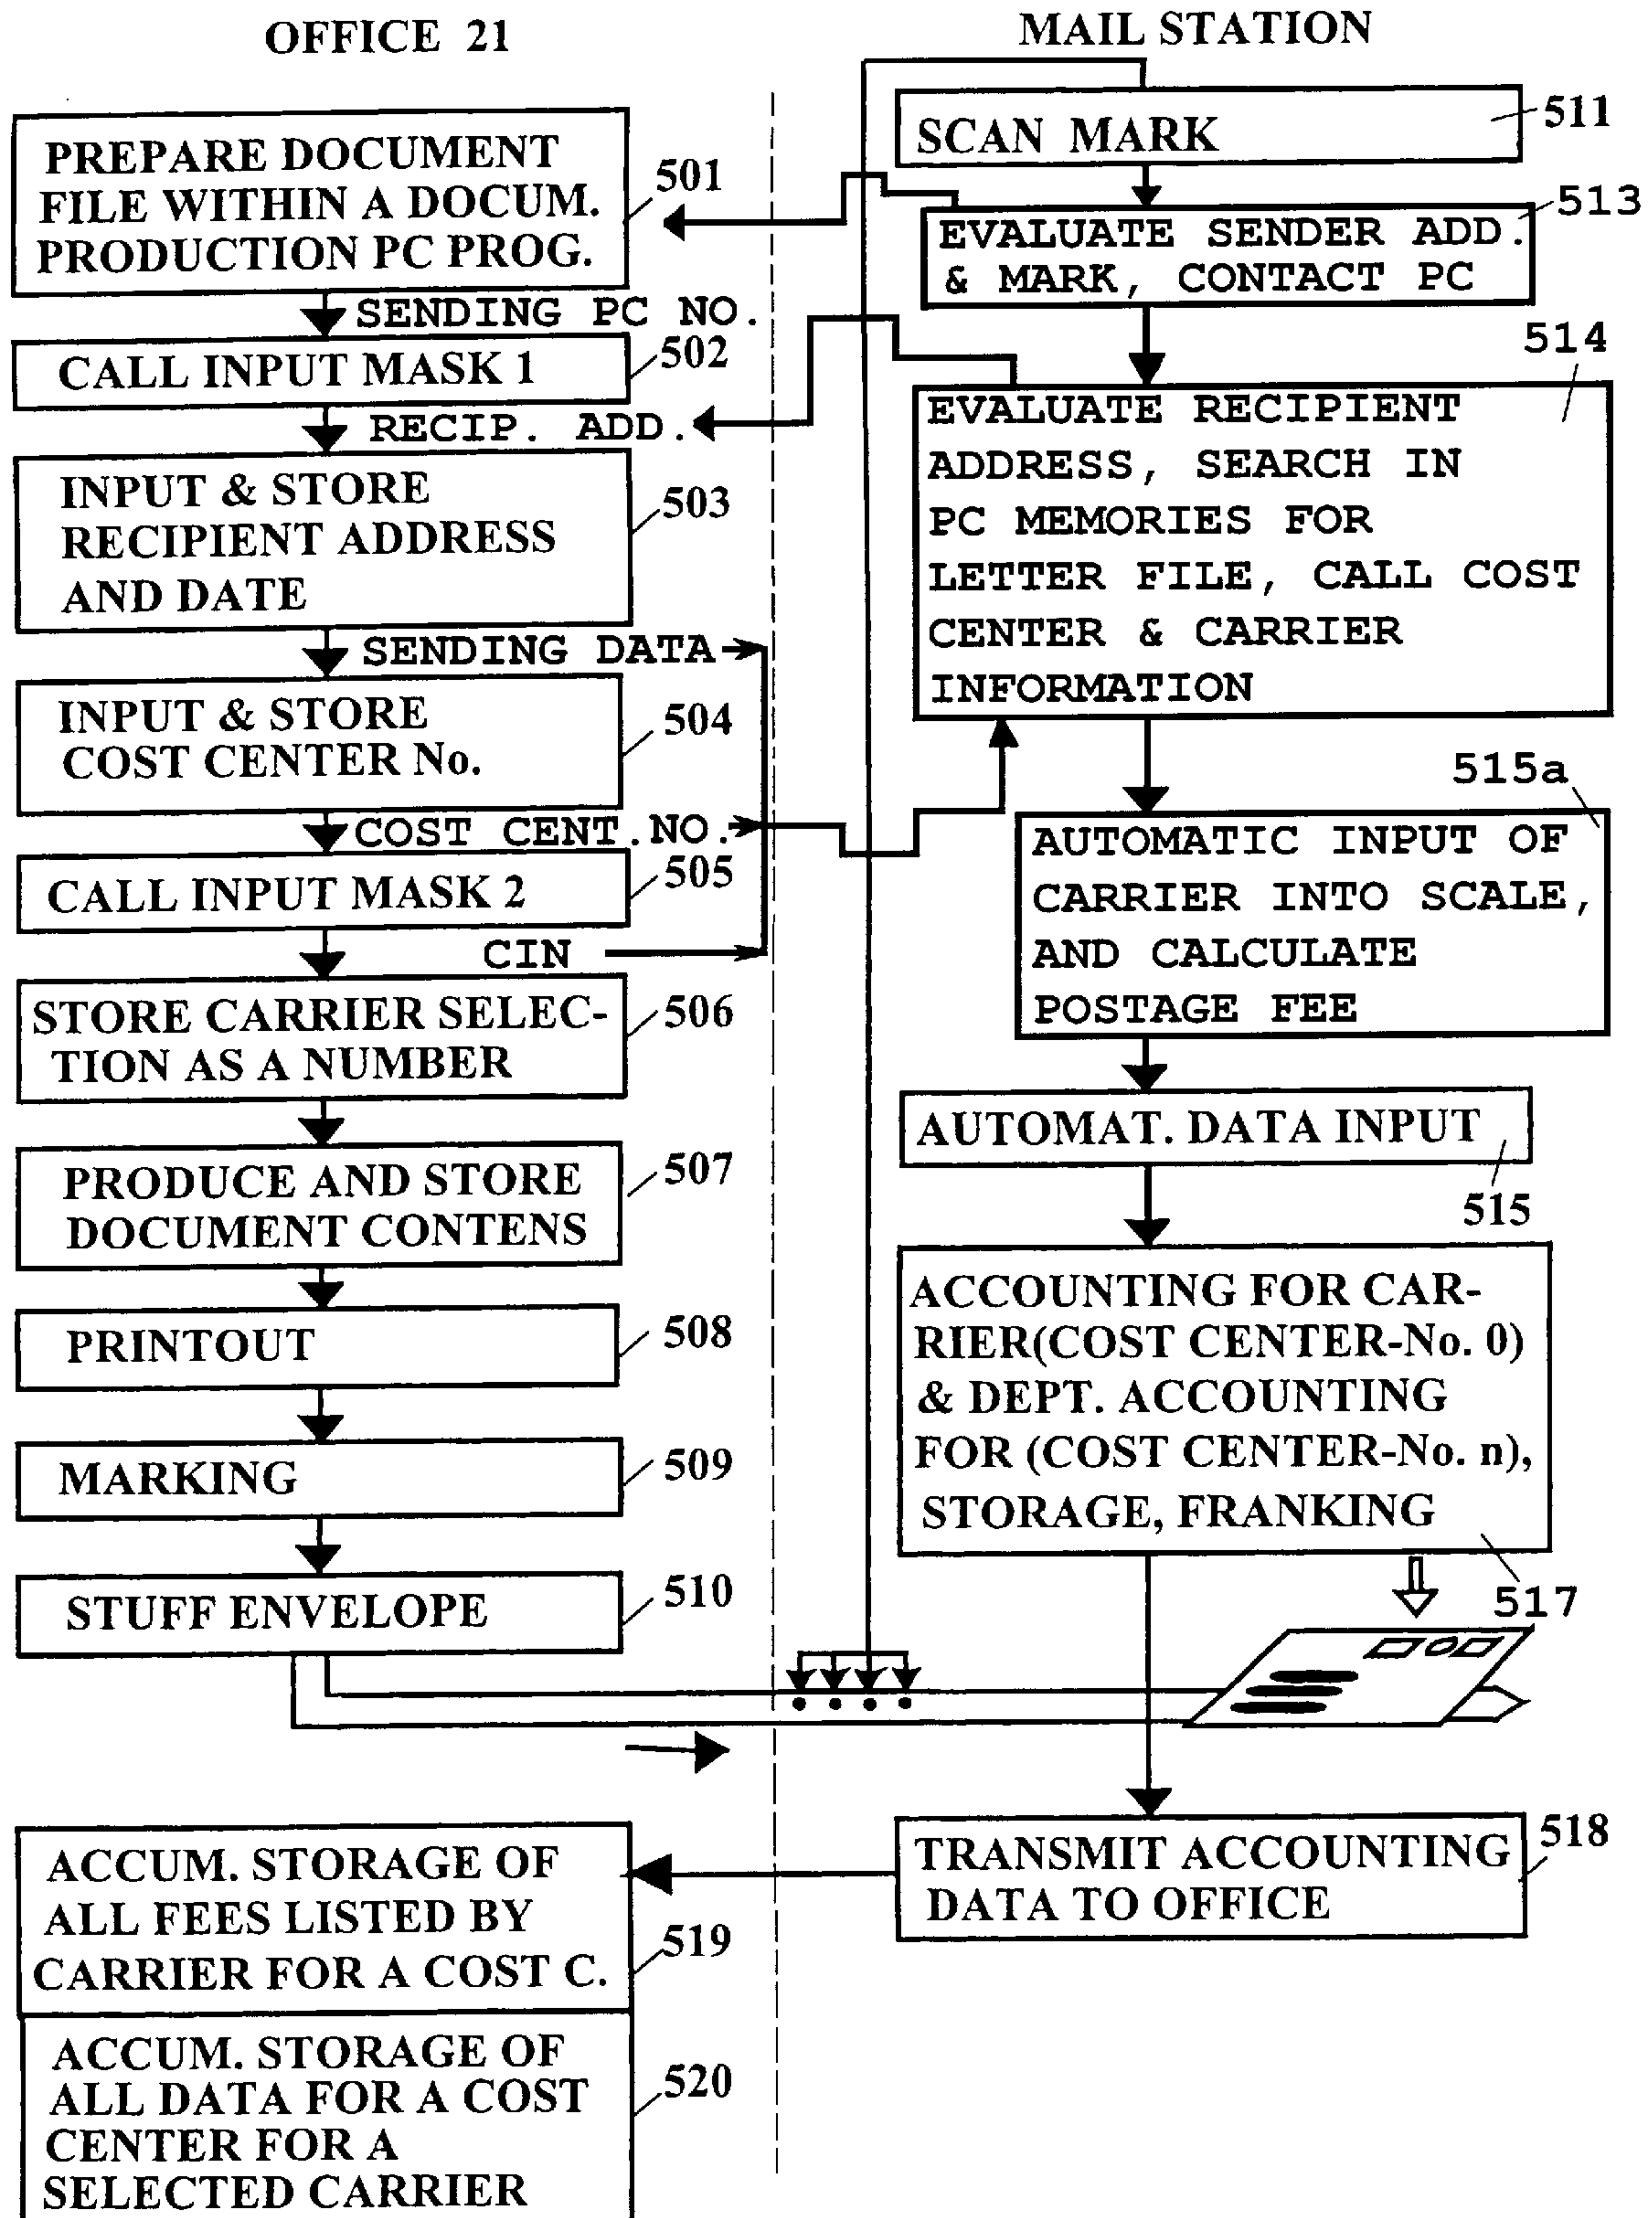 OFFICE 21
PREPARE DOCUMENT
FILE WITHIN A DOCUM.
PRODUCTION PC PROG.
501
SENDING PC NO.
CALL INPUT MASK 1
502
RECIP. ADD.
INPUT & STORE
RECIPIENT ADDRESS
AND DATE
503
SENDING DATA
INPUT & STORE
COST CENTER No.
504
COST CENT.NO.
CALL INPUT MASK 2
505
CIN
STORE CARRIER SELEC-
TION AS A NUMBER
506
PRODUCE AND STORE
DOCUMENT CONTENS
507
PRINTOUT
508
MARKING
509
STUFF ENVELOPE
510
ACCUM. STORAGE OF
ALL FEES LISTED BY
CARRIER FOR A COST C.
519
ACCUM. STORAGE OF
ALL DATA FOR A COST
CENTER FOR A
SELECTED CARRIER
520
MAIL STATION
SCAN MARK
511
EVALUATE SENDER ADD.
& MARK, CONTACT PC
513
EVALUATE RECIPIENT
ADDRESS, SEARCH IN
PC MEMORIES FOR
LETTER FILE, CALL COST
CENTER & CARRIER
INFORMATION
514
AUTOMATIC INPUT OF
CARRIER INTO SCALE,
AND CALCULATE
POSTAGE FEE
515a
AUTOMAT. DATA INPUT
515
ACCOUNTING FOR CAR-
RIER(COST CENTER-No. 0)
& DEPT. ACCOUNTING
FOR (COST CENTER-No. n),
STORAGE, FRANKING
517
TRANSMIT ACCOUNTING
DATA TO OFFICE
518